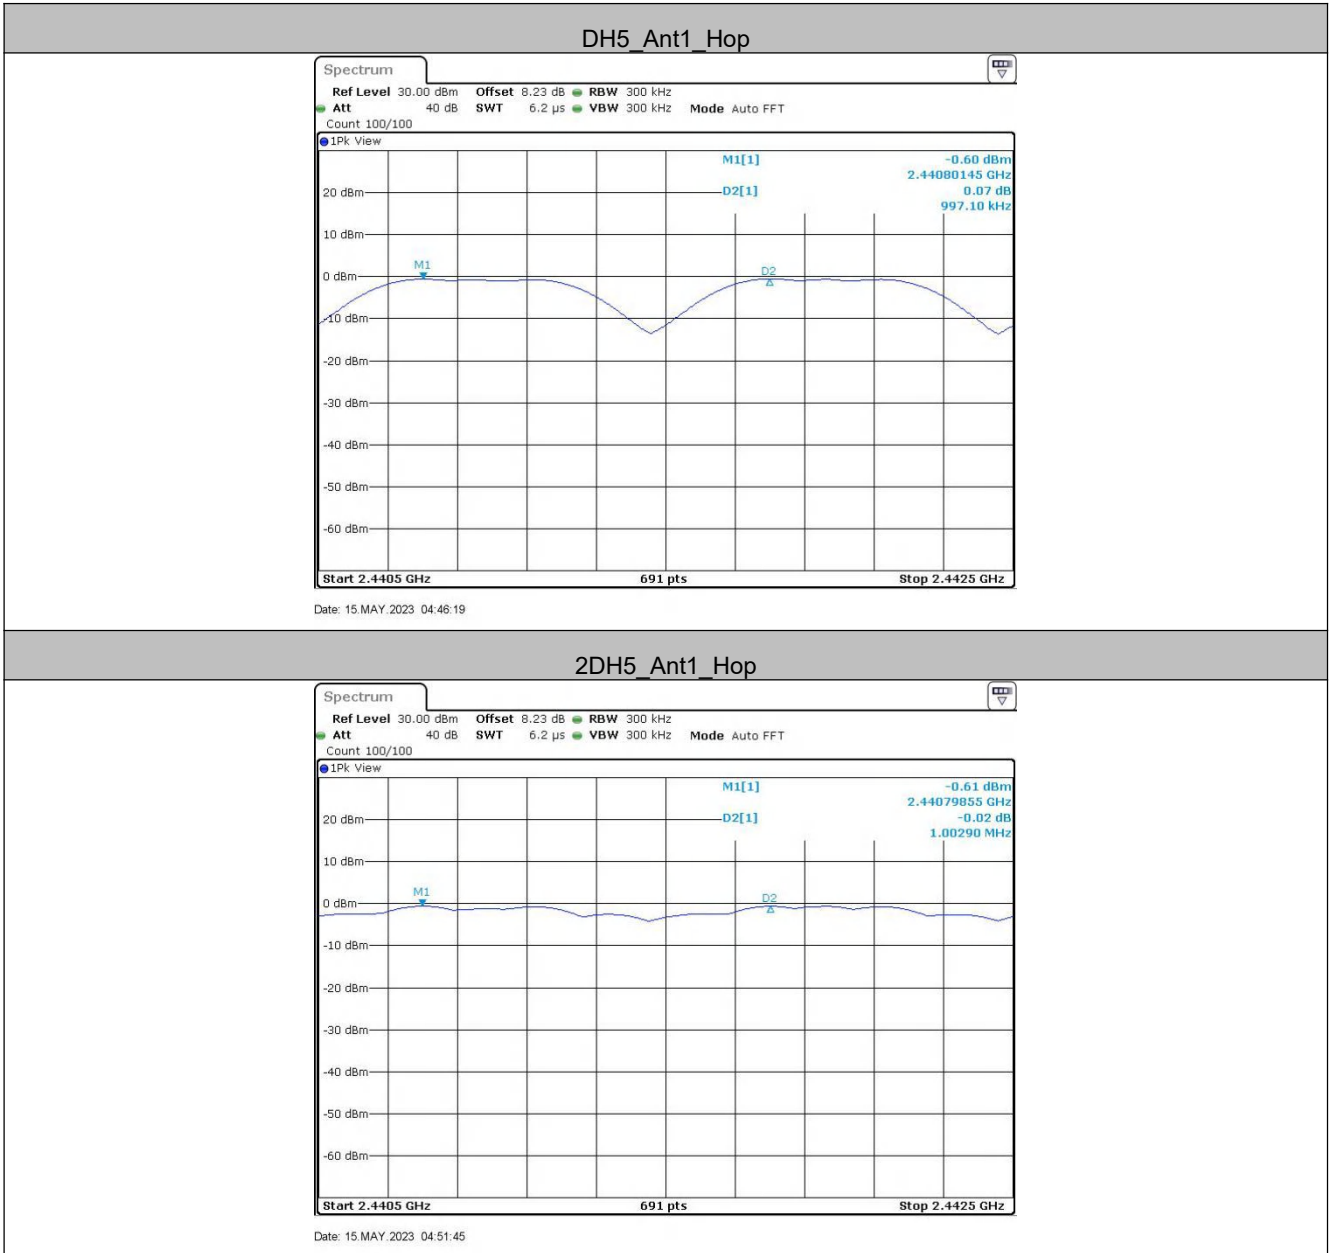 DH5_Ant1_Hop
Spectrum
Ref Level 30.00 dBm Offset 8.23 dB RBW 300 kHz
Att 40 dB SWT 6.2 µs VBW 300 kHz Mode Auto FFT
Count 100/100
1Pk View
M1[1] -0.60 dBm
2.44080145 GHz
20 dBm D2[1] 0.07 dB
997.10 kHz
10 dBm
M1
D2
0 dBm
-10 dBm
-20 dBm
-30 dBm
-40 dBm
-50 dBm
-60 dBm
Start 2.4405 GHz 691 pts Stop 2.4425 GHz
Date: 15.MAY.2023 04:46:19
2DH5_Ant1_Hop
Spectrum
Ref Level 30.00 dBm Offset 8.23 dB RBW 300 kHz
Att 40 dB SWT 6.2 µs VBW 300 kHz Mode Auto FFT
Count 100/100
1Pk View
M1[1] -0.61 dBm
2.44079855 GHz
20 dBm D2[1] -0.02 dB
1.00290 MHz
10 dBm
M1
D2
0 dBm
-10 dBm
-20 dBm
-30 dBm
-40 dBm
-50 dBm
-60 dBm
Start 2.4405 GHz 691 pts Stop 2.4425 GHz
Date: 15.MAY.2023 04:51:45